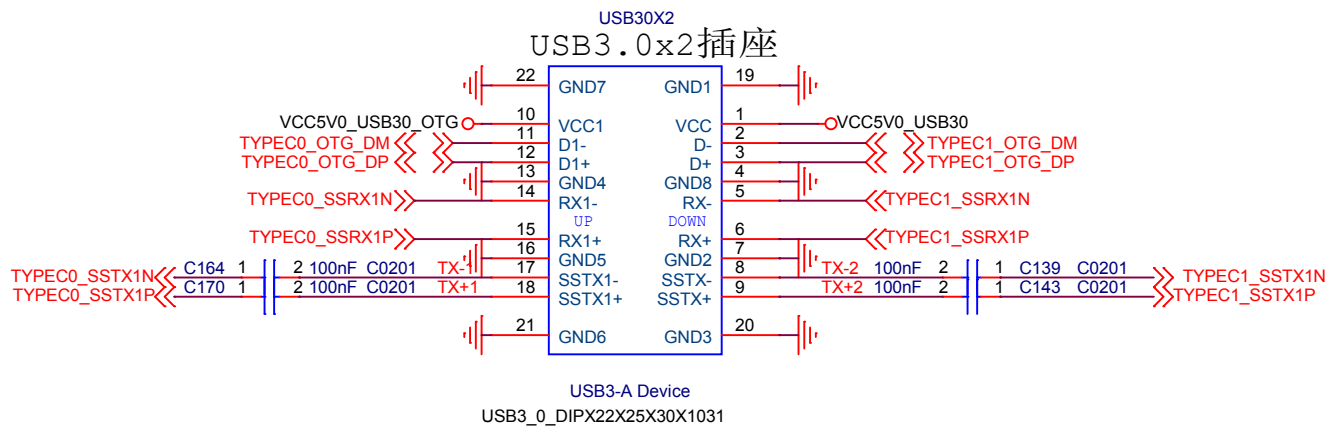 USB30X2
USB3.0x2插座
22 GND7 GND1 19
VCC5V0_USB30_OTG 10 VCC1 VCC 1 VCC5V0_USB30
TYPEC0_OTG_DM 11 D1- D- 2 TYPEC1_OTG_DM
TYPEC0_OTG_DP 12 D1+ D+ 3 TYPEC1_OTG_DP
13 GND4 GND8 4
TYPEC0_SSRX1N 14 RX1- RX- 5 TYPEC1_SSRX1N
UP DOWN
TYPEC0_SSRX1P 15 RX1+ RX+ 6 TYPEC1_SSRX1P
16 GND5 GND2 7
TYPEC0_SSTX1N C164 1 2 100nF C0201 TX-1 17 SSTX1- SSTX- 8 TX-2 100nF 2 1 C139 C0201 TYPEC1_SSTX1N
TYPEC0_SSTX1P C170 1 2 100nF C0201 TX+1 18 SSTX1+ SSTX+ 9 TX+2 100nF 2 1 C143 C0201 TYPEC1_SSTX1P
21 GND6 GND3 20
USB3-A Device
USB3_0_DIPX22X25X30X1031